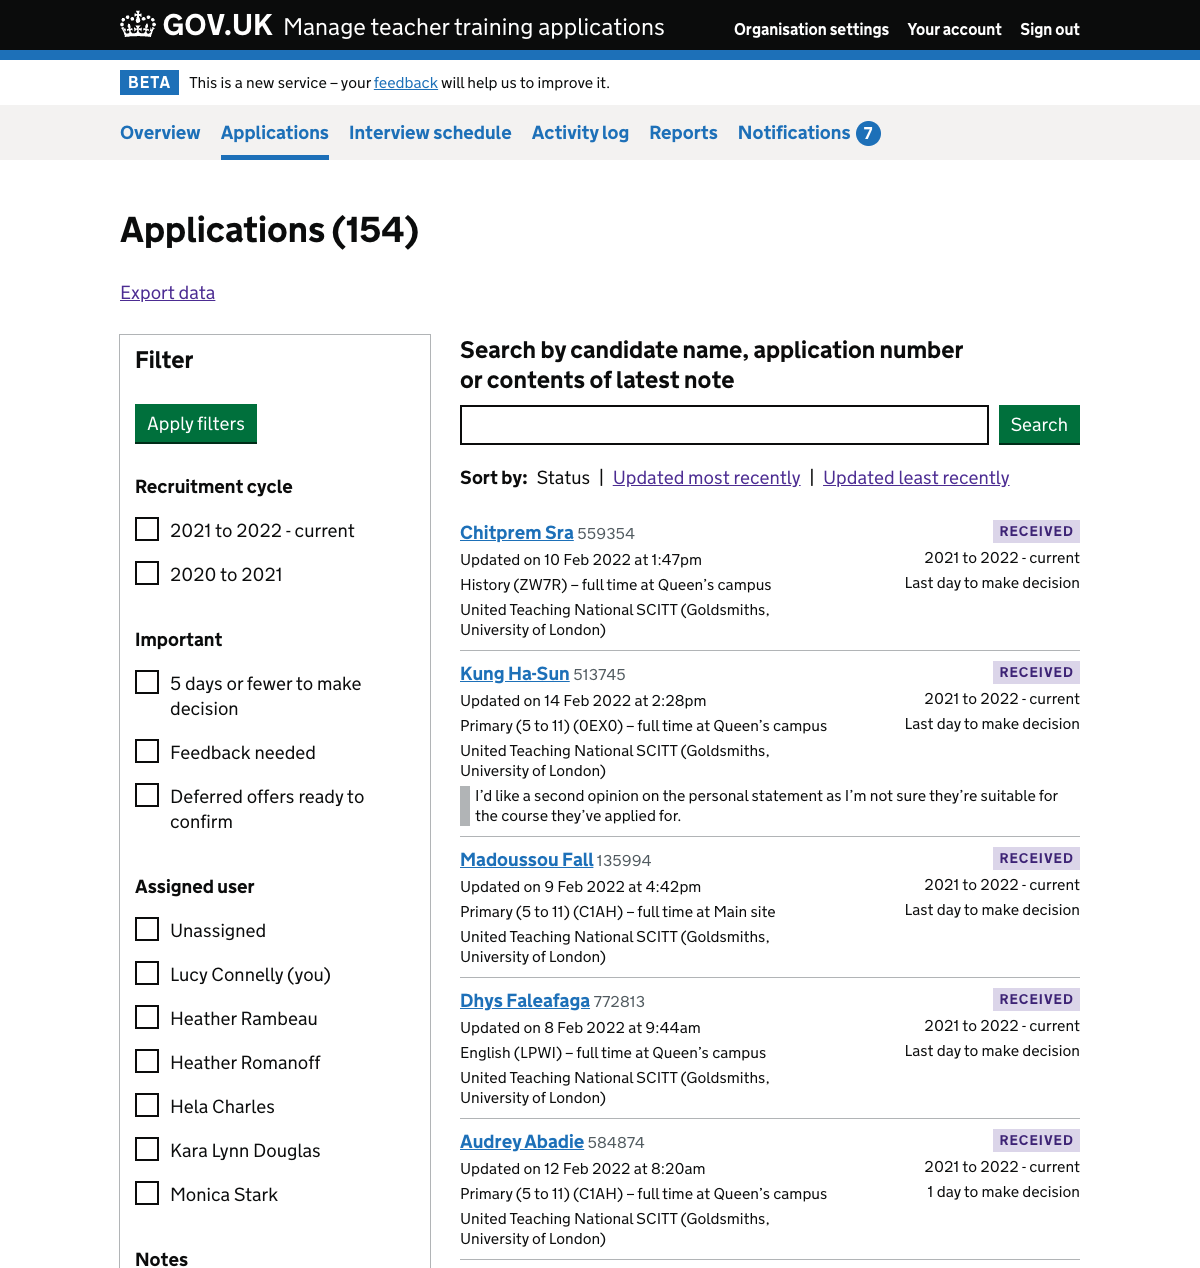 GOV.UK Manage teacher training applications
Organisation settings Your account Sign out
BETA This is a new service – your feedback will help us to improve it.
Overview Applications Interview schedule Activity log Reports Notifications 7
Applications (154)
Export data
Filter
Apply filters
Recruitment cycle
2021 to 2022 - current
2020 to 2021
Important
5 days or fewer to make
decision
Feedback needed
Deferred offers ready to
confirm
Assigned user
Unassigned
Lucy Connelly (you)
Heather Rambeau
Heather Romanoff
Hela Charles
Kara Lynn Douglas
Monica Stark
Notes
Search by candidate name, application number
or contents of latest note
Search
Sort by: Status | Updated most recently | Updated least recently
Chitprem Sra 559354
RECEIVED
Updated on 10 Feb 2022 at 1:47pm
2021 to 2022 - current
History (ZW7R) – full time at Queen’s campus
Last day to make decision
United Teaching National SCITT (Goldsmiths,
University of London)
Kung Ha-Sun 513745
RECEIVED
Updated on 14 Feb 2022 at 2:28pm
2021 to 2022 - current
Primary (5 to 11) (0EX0) – full time at Queen’s campus
Last day to make decision
United Teaching National SCITT (Goldsmiths,
University of London)
I’d like a second opinion on the personal statement as I’m not sure they’re suitable for
the course they’ve applied for.
Madoussou Fall 135994
RECEIVED
Updated on 9 Feb 2022 at 4:42pm
2021 to 2022 - current
Primary (5 to 11) (C1AH) – full time at Main site
Last day to make decision
United Teaching National SCITT (Goldsmiths,
University of London)
Dhys Faleafaga 772813
RECEIVED
Updated on 8 Feb 2022 at 9:44am
2021 to 2022 - current
English (LPWI) – full time at Queen’s campus
Last day to make decision
United Teaching National SCITT (Goldsmiths,
University of London)
Audrey Abadie 584874
RECEIVED
Updated on 12 Feb 2022 at 8:20am
2021 to 2022 - current
Primary (5 to 11) (C1AH) – full time at Queen’s campus
1 day to make decision
United Teaching National SCITT (Goldsmiths,
University of London)